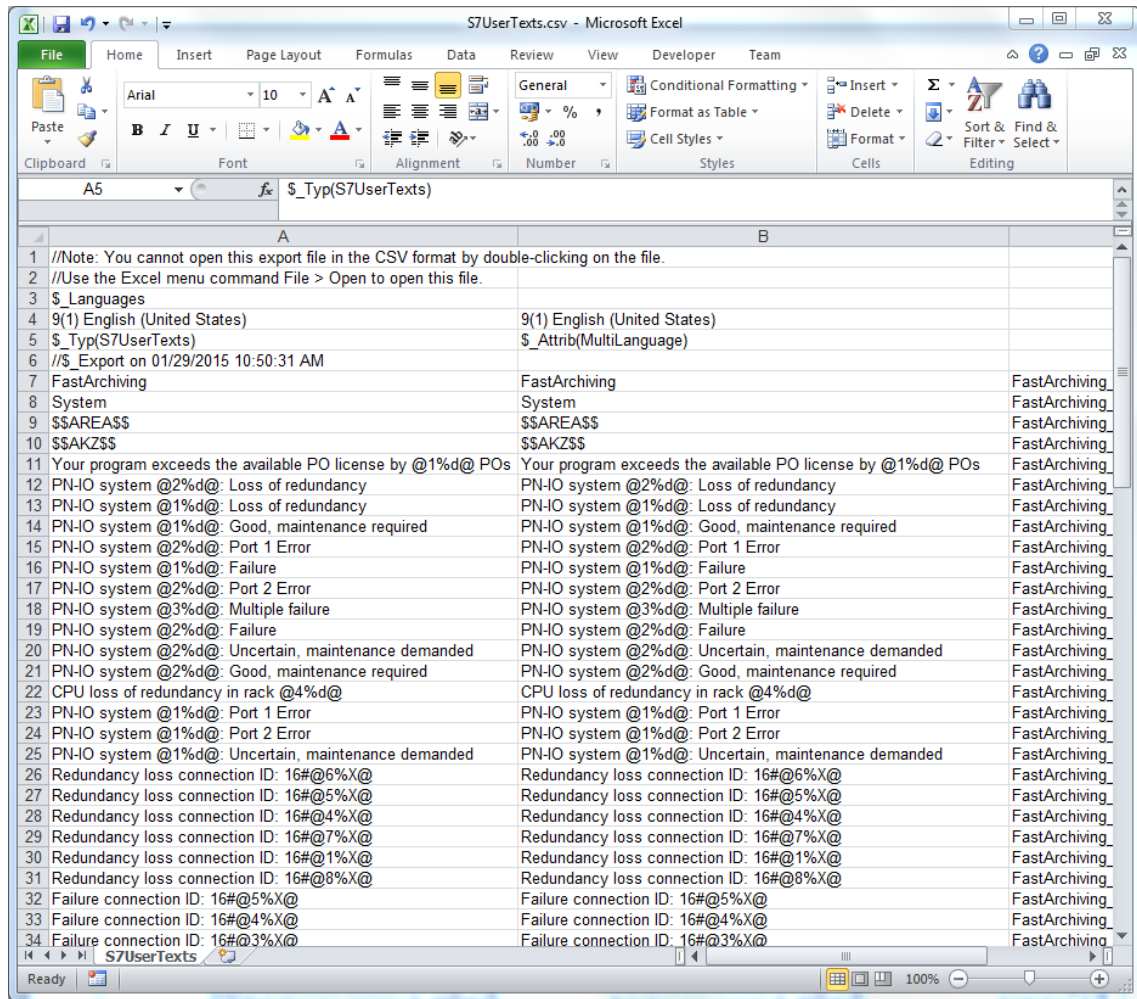 S7UserTexts.csv - Microsoft Excel
File Home Insert Page Layout Formulas Data Review View Developer Team
Arial 10 A A General Conditional Formatting Insert Σ
Paste B I U A % , Format as Table Delete Sort & Find &
Cell Styles Format Filter Select
Clipboard Font Alignment Number Styles Cells Editing
A5 fx $_Typ(S7UserTexts)
A B
1 //Note: You cannot open this export file in the CSV format by double-clicking on the file.
2 //Use the Excel menu command File > Open to open this file.
3 $_Languages
4 9(1) English (United States) 9(1) English (United States)
5 $_Typ(S7UserTexts) $_Attrib(MultiLanguage)
6 //$_Export on 01/29/2015 10:50:31 AM
7 FastArchiving FastArchiving FastArchiving_
8 System System FastArchiving_
9 $$AREA$$ $$AREA$$ FastArchiving_
10 $$AKZ$$ $$AKZ$$ FastArchiving_
11 Your program exceeds the available PO license by @1%d@ POs Your program exceeds the available PO license by @1%d@ POs FastArchiving_
12 PN-IO system @2%d@: Loss of redundancy PN-IO system @2%d@: Loss of redundancy FastArchiving_
13 PN-IO system @1%d@: Loss of redundancy PN-IO system @1%d@: Loss of redundancy FastArchiving_
14 PN-IO system @1%d@: Good, maintenance required PN-IO system @1%d@: Good, maintenance required FastArchiving_
15 PN-IO system @2%d@: Port 1 Error PN-IO system @2%d@: Port 1 Error FastArchiving_
16 PN-IO system @1%d@: Failure PN-IO system @1%d@: Failure FastArchiving_
17 PN-IO system @2%d@: Port 2 Error PN-IO system @2%d@: Port 2 Error FastArchiving_
18 PN-IO system @3%d@: Multiple failure PN-IO system @3%d@: Multiple failure FastArchiving_
19 PN-IO system @2%d@: Failure PN-IO system @2%d@: Failure FastArchiving_
20 PN-IO system @2%d@: Uncertain, maintenance demanded PN-IO system @2%d@: Uncertain, maintenance demanded FastArchiving_
21 PN-IO system @2%d@: Good, maintenance required PN-IO system @2%d@: Good, maintenance required FastArchiving_
22 CPU loss of redundancy in rack @4%d@ CPU loss of redundancy in rack @4%d@ FastArchiving_
23 PN-IO system @1%d@: Port 1 Error PN-IO system @1%d@: Port 1 Error FastArchiving_
24 PN-IO system @1%d@: Port 2 Error PN-IO system @1%d@: Port 2 Error FastArchiving_
25 PN-IO system @1%d@: Uncertain, maintenance demanded PN-IO system @1%d@: Uncertain, maintenance demanded FastArchiving_
26 Redundancy loss connection ID: 16#@6%X@ Redundancy loss connection ID: 16#@6%X@ FastArchiving_
27 Redundancy loss connection ID: 16#@5%X@ Redundancy loss connection ID: 16#@5%X@ FastArchiving_
28 Redundancy loss connection ID: 16#@4%X@ Redundancy loss connection ID: 16#@4%X@ FastArchiving_
29 Redundancy loss connection ID: 16#@7%X@ Redundancy loss connection ID: 16#@7%X@ FastArchiving_
30 Redundancy loss connection ID: 16#@1%X@ Redundancy loss connection ID: 16#@1%X@ FastArchiving_
31 Redundancy loss connection ID: 16#@8%X@ Redundancy loss connection ID: 16#@8%X@ FastArchiving_
32 Failure connection ID: 16#@5%X@ Failure connection ID: 16#@5%X@ FastArchiving_
33 Failure connection ID: 16#@4%X@ Failure connection ID: 16#@4%X@ FastArchiving_
34 Failure connection ID: 16#@3%X@ Failure connection ID: 16#@3%X@ FastArchiving
S7UserTexts
Ready 100%